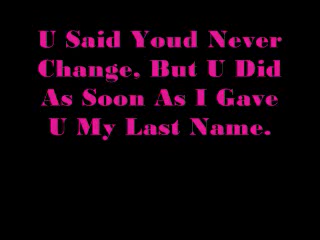 U Said Youd Never
Change, But U Did
As Soon As I Gave
U My Last Name.